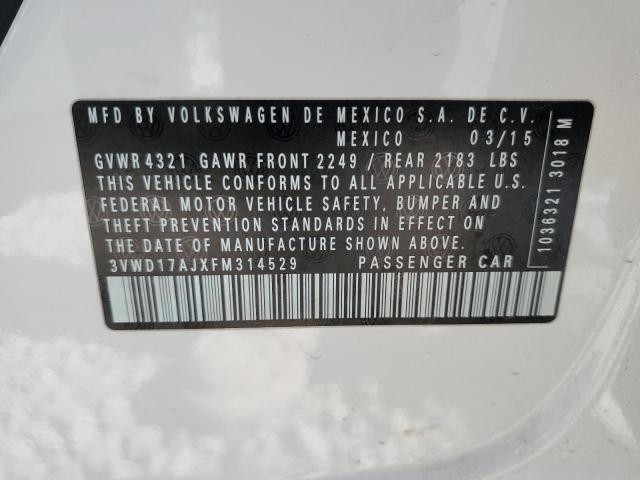 MFD BY VOLKSWAGEN DE MEXICO S.A. DE C.V.
MEXICO 03/15
GVWR 4321 GAWR FRONT 2249 / REAR 2183 LBS
THIS VEHICLE CONFORMS TO ALL APPLICABLE U.S.
FEDERAL MOTOR VEHICLE SAFETY, BUMPER AND
THEFT PREVENTION STANDARDS IN EFFECT ON
THE DATE OF MANUFACTURE SHOWN ABOVE.
3VWD17AJXFM314529 PASSENGER CAR
1036321 3018 M